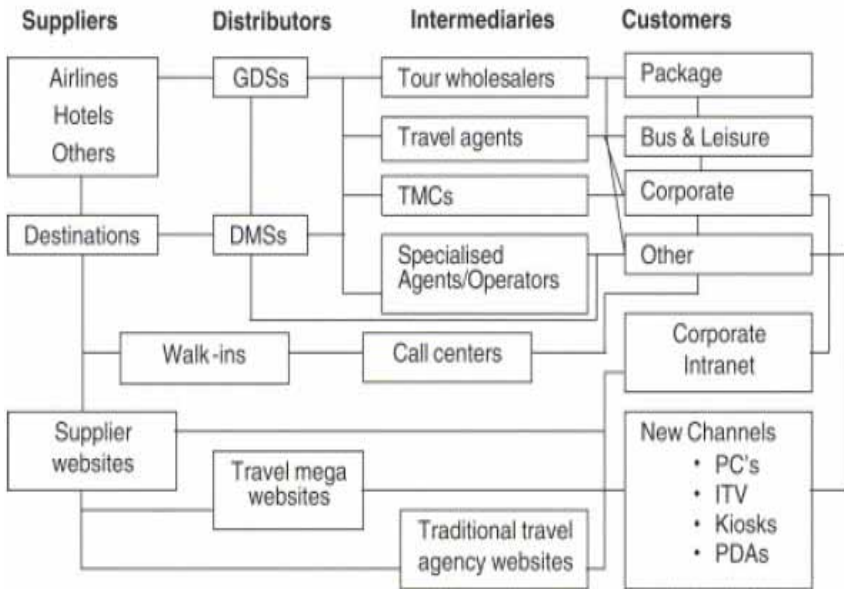 Suppliers
Distributors
Intermediaries
Customers
Airlines
Hotels
Others
GDSs
Tour wholesalers
Package
Travel agents
Bus & Leisure
TMCs
Corporate
Destinations
DMSs
Specialised
Agents/Operators
Other
Walk-ins
Call centers
Corporate
Intranet
Supplier
websites
Travel mega
websites
Traditional travel
agency websites
New Channels
• PC's
• ITV
• Kiosks
• PDAs